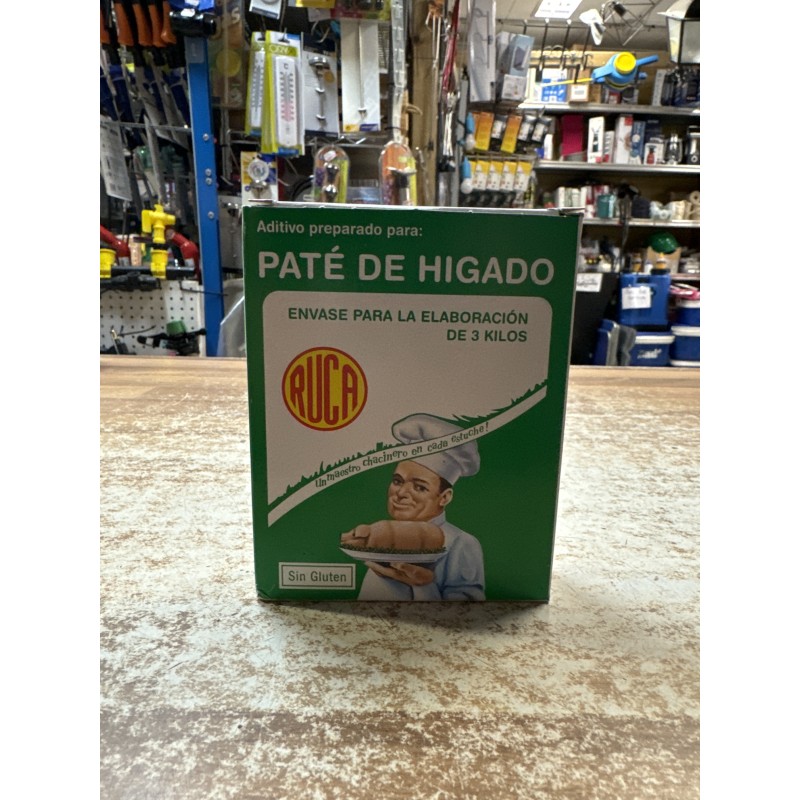 Aditivo preparado para:
PATÉ DE HIGADO
ENVASE PARA LA ELABORACIÓN
DE 3 KILOS
RUCA
Un maestro chacinero en cada estuche!
Sin Gluten